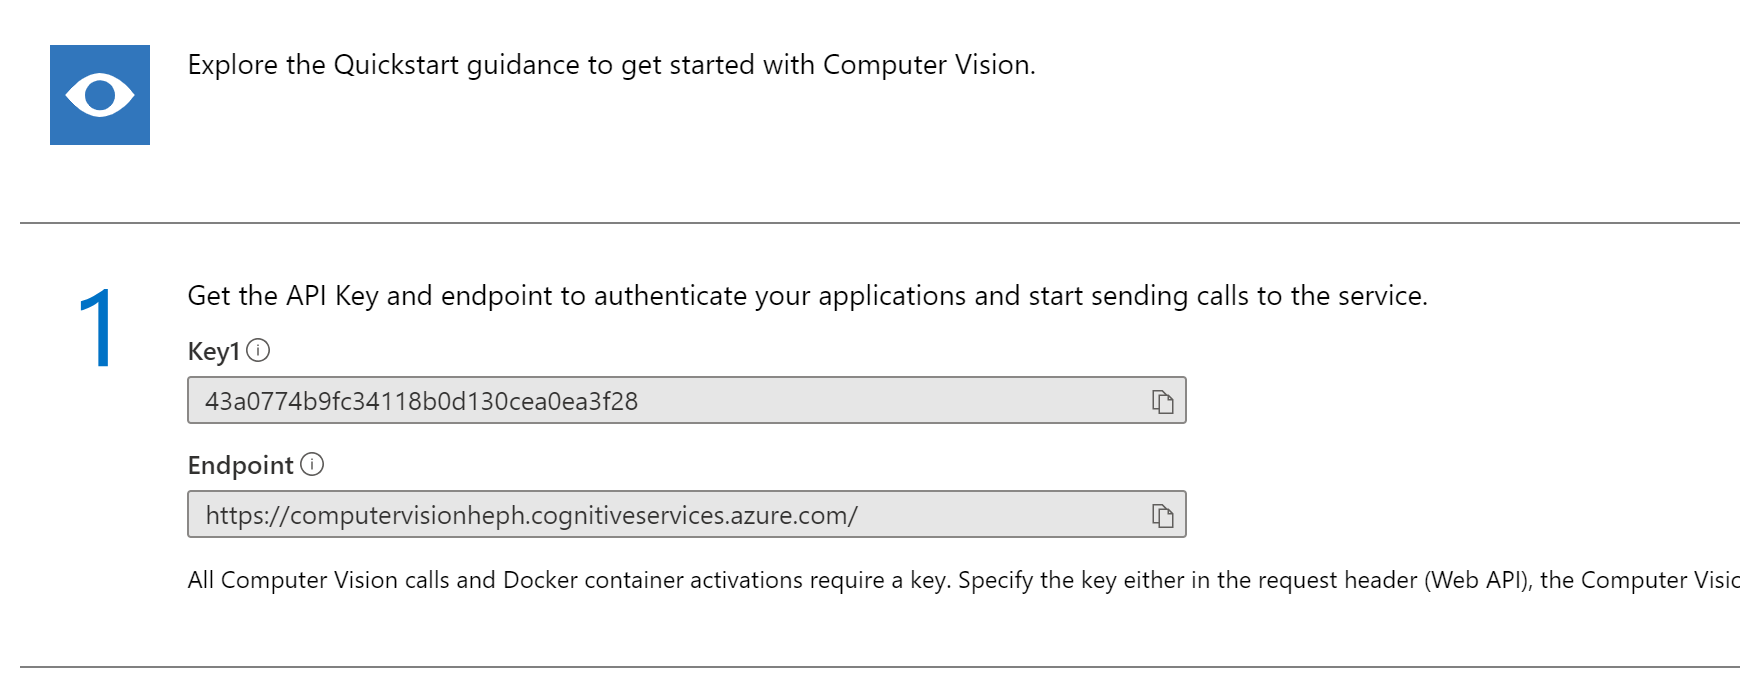 Explore the Quickstart guidance to get started with Computer Vision.
1
Get the API Key and endpoint to authenticate your applications and start sending calls to the service.
Key1
43a0774b9fc34118b0d130cea0ea3f28
Endpoint
https://computervisionheph.cognitiveservices.azure.com/
All Computer Vision calls and Docker container activations require a key. Specify the key either in the request header (Web API), the Computer